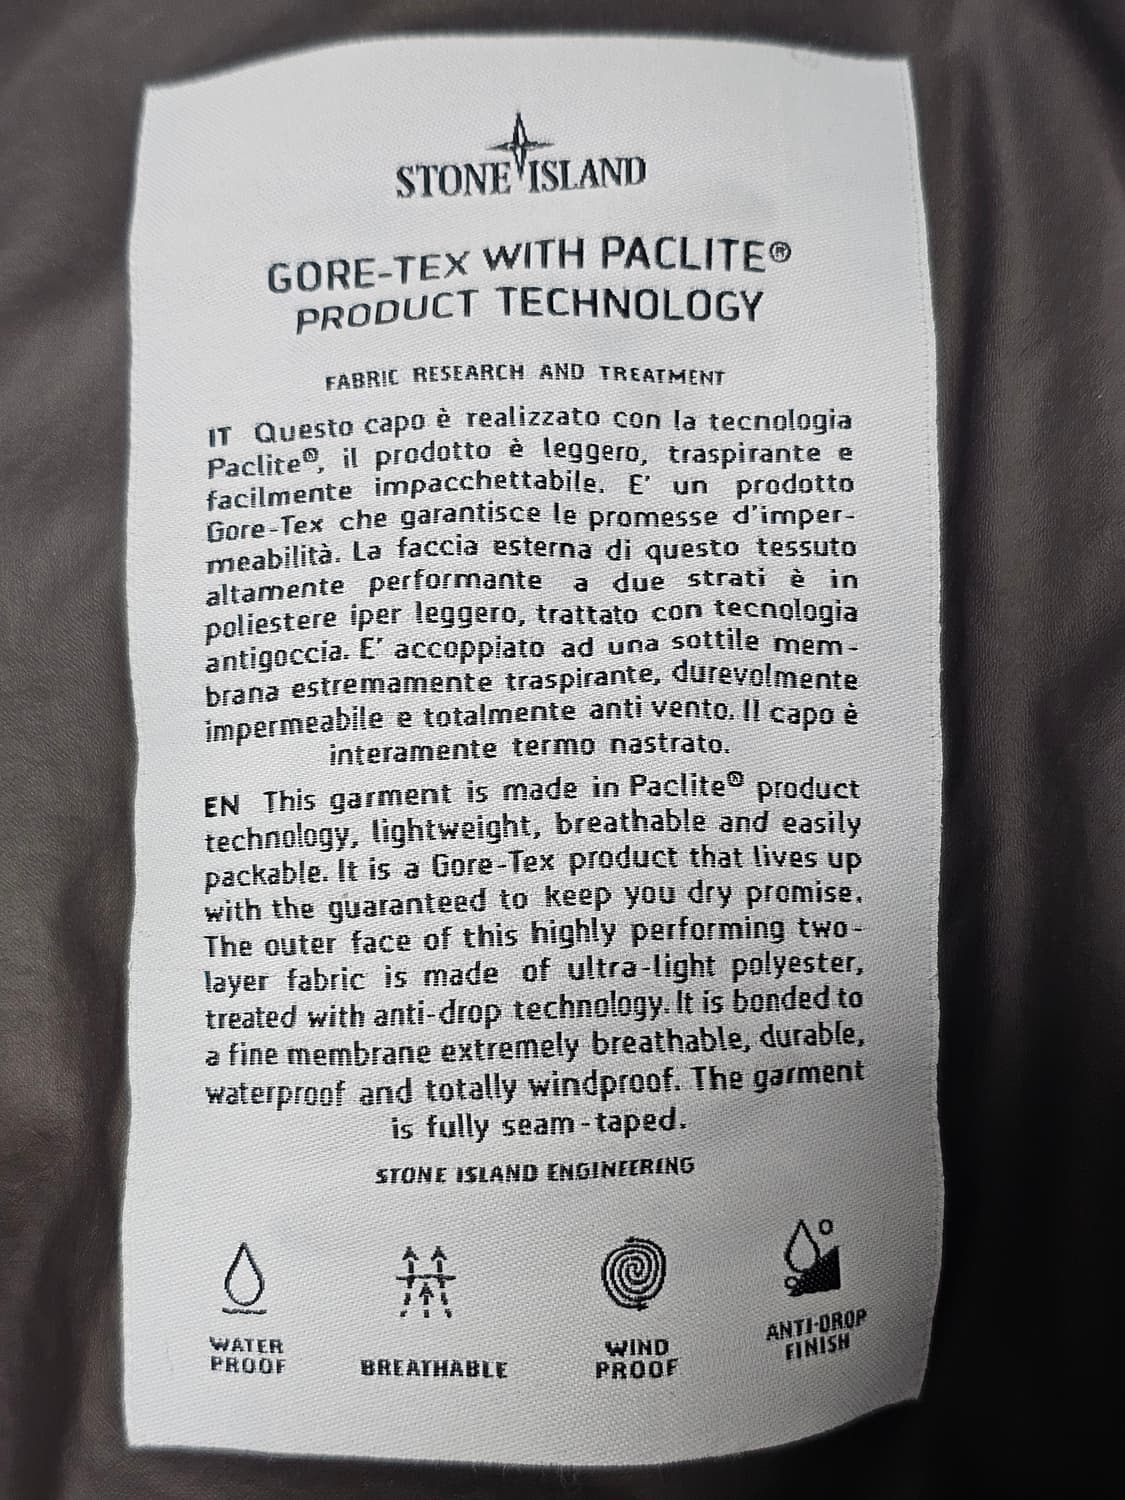 STONE ISLAND
GORE-TEX WITH PACLITE®
PRODUCT TECHNOLOGY
FABRIC RESEARCH AND TREATMENT
IT Questo capo è realizzato con la tecnologia
Paclite®, il prodotto è leggero, traspirante e
facilmente impacchettabile. E' un prodotto
Gore-Tex che garantisce le promesse d'imper-
meabilità. La faccia esterna di questo tessuto
altamente performante a due strati è in
poliestere iper leggero, trattato con tecnologia
antigoccia. E' accoppiato ad una sottile mem-
brana estremamente traspirante, durevolmente
impermeabile e totalmente anti vento. Il capo è
interamente termo nastrato.
EN This garment is made in Paclite® product
technology, lightweight, breathable and easily
packable. It is a Gore-Tex product that lives up
with the guaranteed to keep you dry promise.
The outer face of this highly performing two-
layer fabric is made of ultra-light polyester,
treated with anti-drop technology. It is bonded to
a fine membrane extremely breathable, durable,
waterproof and totally windproof. The garment
is fully seam-taped.
STONE ISLAND ENGINEERING
WATER
PROOF
BREATHABLE
WIND
PROOF
ANTI-DROP
FINISH